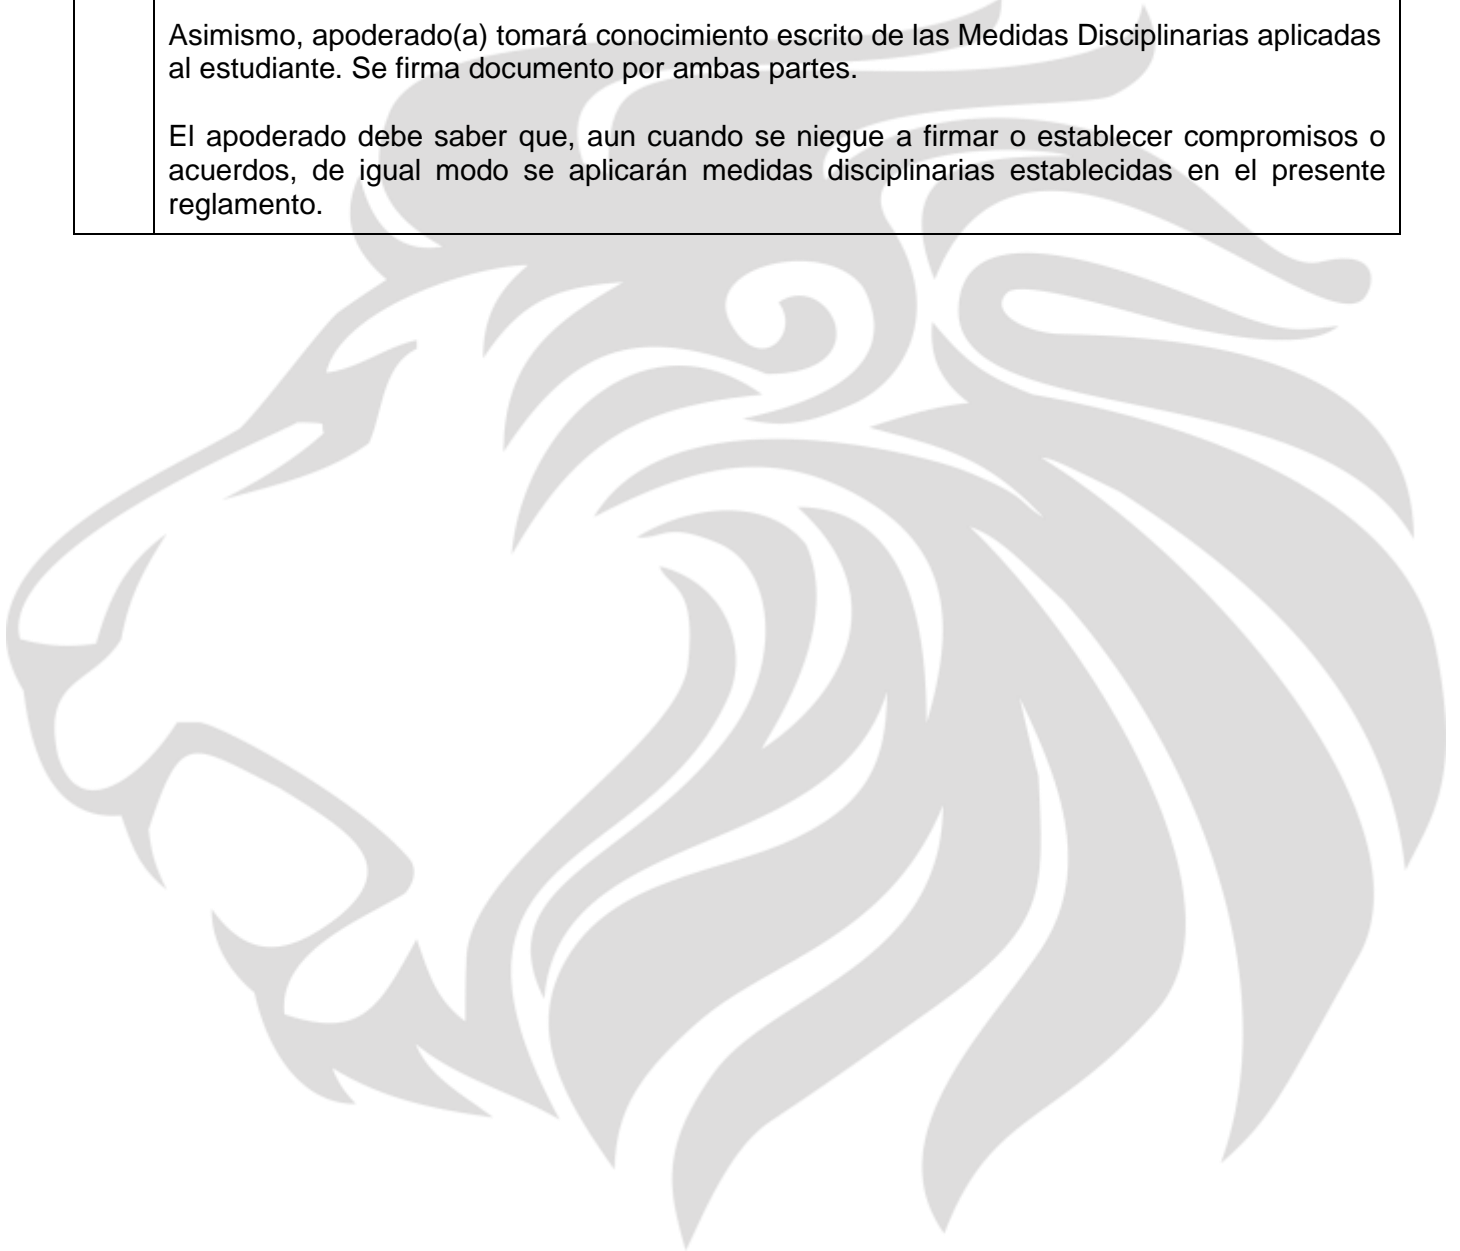 Asimismo, apoderado(a) tomará conocimiento escrito de las Medidas Disciplinarias aplicadas
al estudiante. Se firma documento por ambas partes.
El apoderado debe saber que, aun cuando se niegue a firmar o establecer compromisos o
acuerdos, de igual modo se aplicarán medidas disciplinarias establecidas en el presente
reglamento.